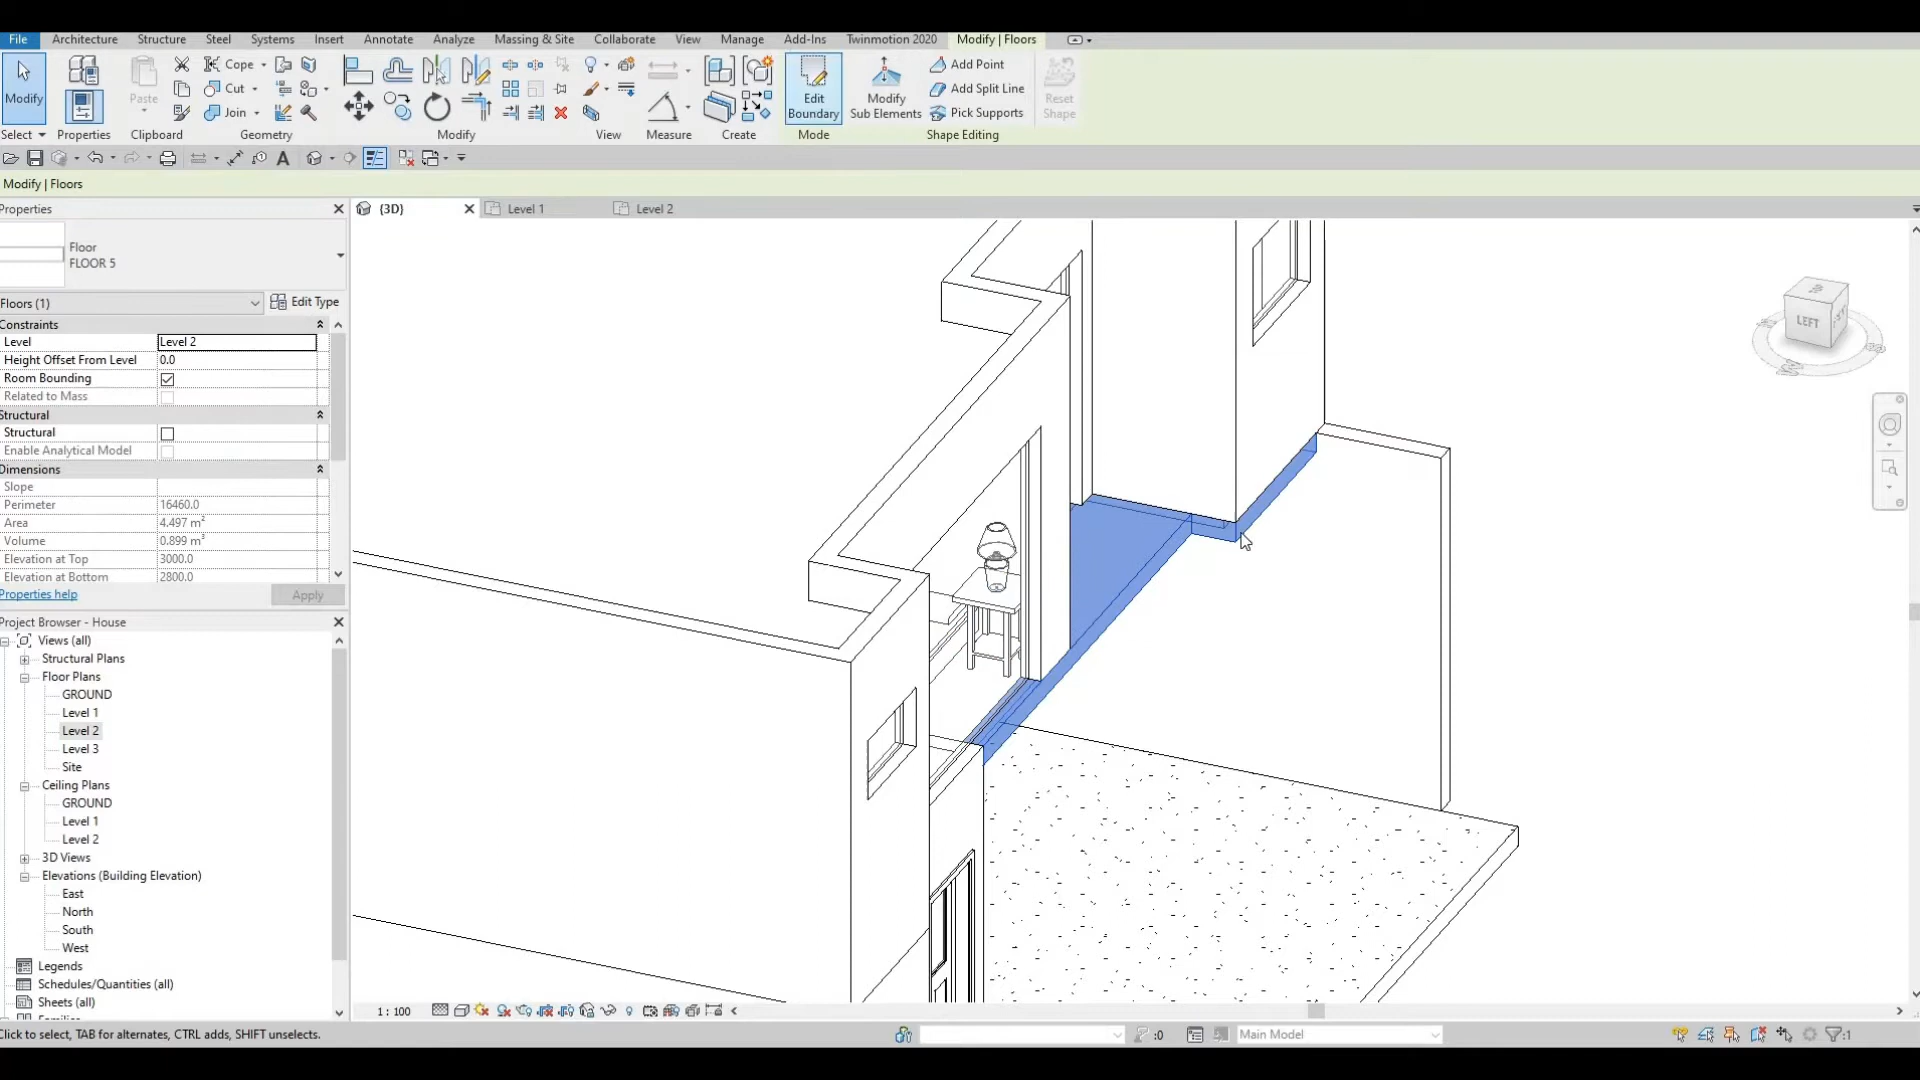 File Architecture Structure Steel Systems Insert Annotate Analyze Massing & Site Collaborate View Manage Add-Ins Twinmotion 2020 Modify | Floors
Modify
Select
Properties
Paste
Clipboard
Cope
Cut
Join
Geometry
Modify
View
Measure
Create
Edit
Boundary
Mode
Modify
Sub Elements
Add Point
Add Split Line
Pick Supports
Shape Editing
Reset
Shape
Modify | Floors
Properties
{3D} Level 1 Level 2
Floor
FLOOR 5
Floors (1) Edit Type
Constraints
Level Level 2
Height Offset From Level 0.0
Room Bounding
Related to Mass
Structural
Structural
Enable Analytical Model
Dimensions
Slope
Perimeter 16460.0
Area 4.497 m²
Volume 0.899 m³
Elevation at Top 3000.0
Elevation at Bottom 2800.0
Properties help Apply
Project Browser - House
Views (all)
Structural Plans
Floor Plans
GROUND
Level 1
Level 2
Level 3
Site
Ceiling Plans
GROUND
Level 1
Level 2
3D Views
Elevations (Building Elevation)
East
North
South
West
Legends
Schedules/Quantities (all)
Sheets (all)
LEFT
1 : 100
Click to select, TAB for alternates, CTRL adds, SHIFT unselects.
:0 Main Model :1